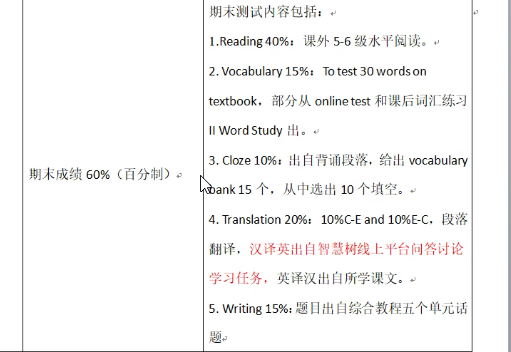 期末测试内容包括：
1.Reading 40%：课外 5-6 级水平阅读。
2. Vocabulary 15%：To test 30 words on
textbook，部分从 online test 和课后词汇练习
II Word Study 出。
期末成绩 60%（百分制）
3. Cloze 10%：出自背诵段落，给出 vocabulary
bank 15 个，从中选出 10 个填空。
4. Translation 20%：10%C-E and 10%E-C，段落
翻译，汉译英出自智慧树线上平台问答讨论
学习任务，英译汉出自所学课文。
5. Writing 15%：题目出自综合教程五个单元话
题